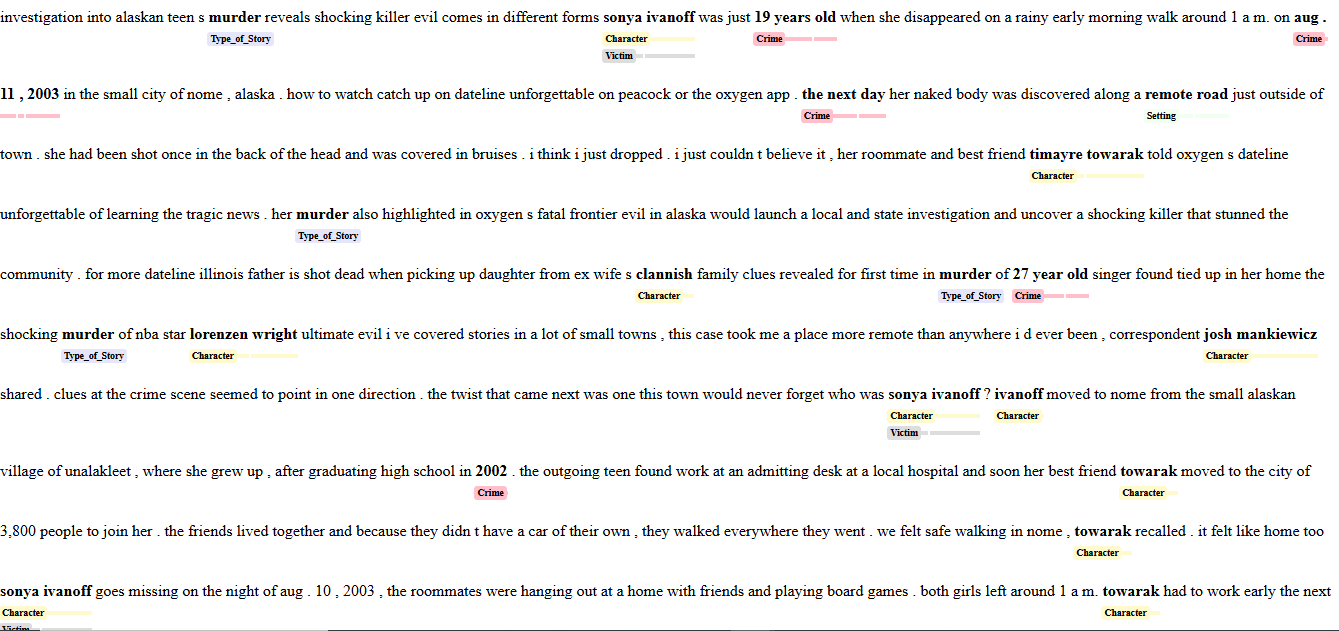 investigation into alaskan teen s murder reveals shocking killer evil comes in different forms sonya ivanoff was just 19 years old when she disappeared on a rainy early morning walk around 1 a m. on aug .
Type_of_Story Character Crime Crime
Victim
11 , 2003 in the small city of nome , alaska . how to watch catch up on dateline unforgettable on peacock or the oxygen app . the next day her naked body was discovered along a remote road just outside of
Crime Setting
town . she had been shot once in the back of the head and was covered in bruises . i think i just dropped . i just couldn t believe it , her roommate and best friend timayre towarak told oxygen s dateline
Character
unforgettable of learning the tragic news . her murder also highlighted in oxygen s fatal frontier evil in alaska would launch a local and state investigation and uncover a shocking killer that stunned the
Type_of_Story
community . for more dateline illinois father is shot dead when picking up daughter from ex wife s clannish family clues revealed for first time in murder of 27 year old singer found tied up in her home the
Character Type_of_Story Crime
shocking murder of nba star lorenzen wright ultimate evil i ve covered stories in a lot of small towns , this case took me a place more remote than anywhere i d ever been , correspondent josh mankiewicz
Type_of_Story Character Character
shared . clues at the crime scene seemed to point in one direction . the twist that came next was one this town would never forget who was sonya ivanoff ? ivanoff moved to nome from the small alaskan
Character Character
Victim
village of unalakleet , where she grew up , after graduating high school in 2002 . the outgoing teen found work at an admitting desk at a local hospital and soon her best friend towarak moved to the city of
Crime Character
3,800 people to join her . the friends lived together and because they didn t have a car of their own , they walked everywhere they went . we felt safe walking in nome , towarak recalled . it felt like home too
Character
sonya ivanoff goes missing on the night of aug . 10 , 2003 , the roommates were hanging out at a home with friends and playing board games . both girls left around 1 a m. towarak had to work early the next
Character Character
Victim